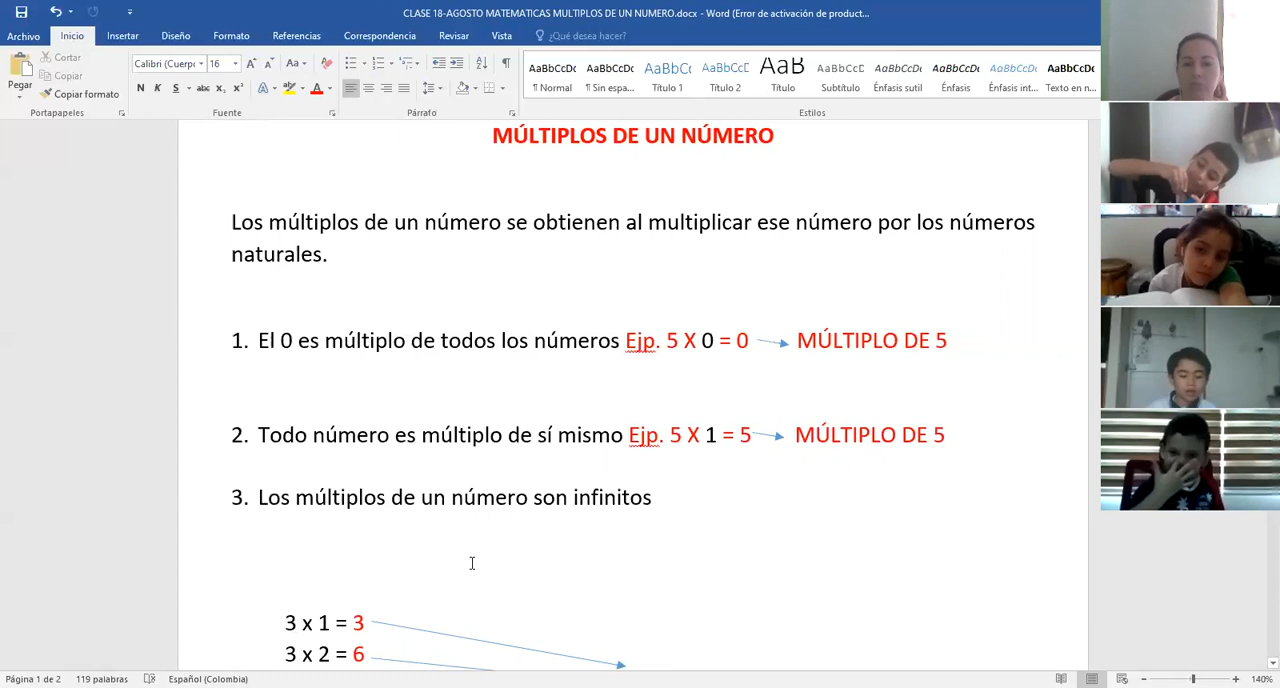 CLASE 18-AGOSTO MATEMATICAS MULTIPLOS DE UN NUMERO.docx - Word (Error de activación de product...
Archivo Inicio Insertar Diseño Formato Referencias Correspondencia Revisar Vista ¿Qué desea hacer?
Pegar
Cortar
Copiar
Copiar formato
Portapapeles
Calibri (Cuerpo 16
N K S abc x₂ x²
Fuente
Párrafo
AaBbCcDc AaBbCcDc AaBbCc AaBbCcD AaB AaBbCcD AaBbCcDc AaBbCcDc AaBbCcDc AaBbCcDc
¶ Normal ¶ Sin espa... Título 1 Título 2 Título Subtítulo Énfasis sutil Énfasis Énfasis int... Texto en n...
Estilos
MÚLTIPLOS DE UN NÚMERO
Los múltiplos de un número se obtienen al multiplicar ese número por los números
naturales.
1. El 0 es múltiplo de todos los números Ejp. 5 X 0 = 0 MÚLTIPLO DE 5
2. Todo número es múltiplo de sí mismo Ejp. 5 X 1 = 5 MÚLTIPLO DE 5
3. Los múltiplos de un número son infinitos
3 x 1 = 3
3 x 2 = 6
Página 1 de 2 119 palabras Español (Colombia) 140%